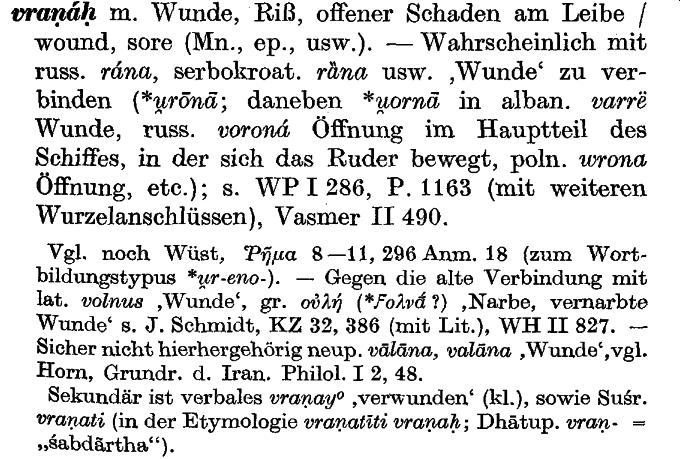 vraṇáḥ m. Wunde, Riß, offener Schaden am Leibe /
wound, sore (Mn., ep., usw.). — Wahrscheinlich mit
russ. rána, serbokroat. rȁna usw. ‚Wunde‘ zu ver-
binden (*u̯rōnā; daneben *u̯ornā in alban. varrë
Wunde, russ. voroná Öffnung im Hauptteil des
Schiffes, in der sich das Ruder bewegt, poln. wrona
Öffnung, etc.); s. WP I 286, P. 1163 (mit weiteren
Wurzelanschlüssen), Vasmer II 490.
Vgl. noch Wüst, Ῥῆμα 8—11, 296 Anm. 18 (zum Wort-
bildungstypus *u̯r-eno-). — Gegen die alte Verbindung mit
lat. volnus ‚Wunde‘, gr. οὐλή (*Ϝολνά?) ‚Narbe, vernarbte
Wunde‘ s. J. Schmidt, KZ 32, 386 (mit Lit.), WH II 827. —
Sicher nicht hierhergehörig neup. vālāna, valāna ‚Wunde‘,vgl.
Horn, Grundr. d. Iran. Philol. I 2, 48.
Sekundär ist verbales vraṇayº ‚verwunden‘ (kl.), sowie Suśr.
vraṇati (in der Etymologie vraṇatīti vraṇaḥ; Dhātup. vraṇ- =
„śabdārtha“).